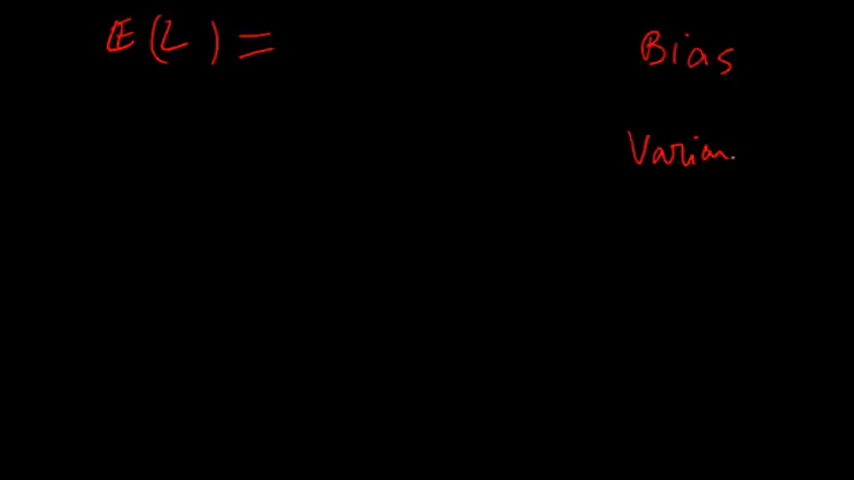 E(L) =
Bias
Varian